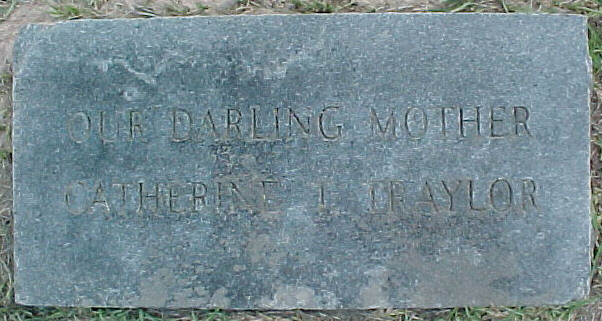 OUR DARLING MOTHER
CATHERINE T. TRAYLOR